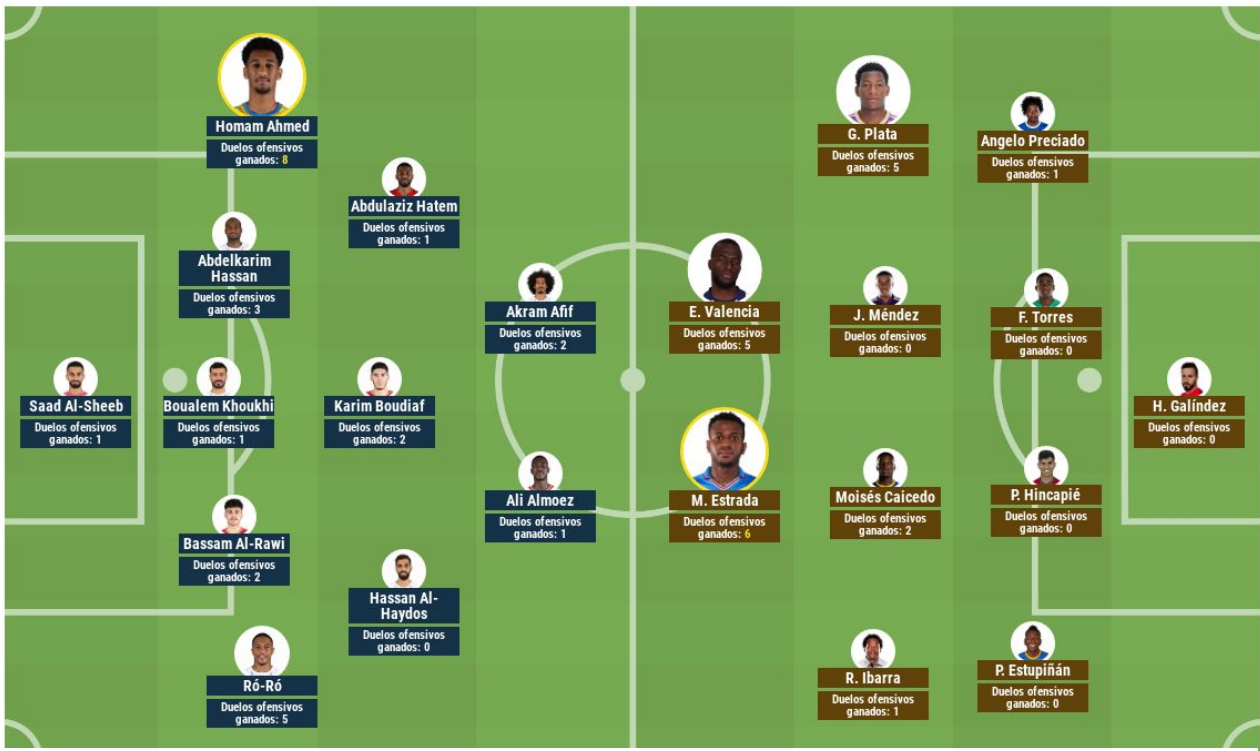 Homam Ahmed
Duelos ofensivos
ganados: 8
Abdulaziz Hatem
Duelos ofensivos
ganados: 1
Abdelkarim
Hassan
Duelos ofensivos
ganados: 3
Akram Afif
Duelos ofensivos
ganados: 2
Saad Al-Sheeb
Duelos ofensivos
ganados: 1
Boualem Khoukhi
Duelos ofensivos
ganados: 1
Karim Boudiaf
Duelos ofensivos
ganados: 2
Ali Almoez
Duelos ofensivos
ganados: 1
Bassam Al-Rawi
Duelos ofensivos
ganados: 2
Hassan Al-
Haydos
Duelos ofensivos
ganados: 0
Ró-Ró
Duelos ofensivos
ganados: 5
G. Plata
Duelos ofensivos
ganados: 5
Angelo Preciado
Duelos ofensivos
ganados: 1
E. Valencia
Duelos ofensivos
ganados: 5
J. Méndez
Duelos ofensivos
ganados: 0
F. Torres
Duelos ofensivos
ganados: 0
H. Galíndez
Duelos ofensivos
ganados: 0
M. Estrada
Duelos ofensivos
ganados: 6
Moisés Caicedo
Duelos ofensivos
ganados: 2
P. Hincapié
Duelos ofensivos
ganados: 0
R. Ibarra
Duelos ofensivos
ganados: 1
P. Estupiñán
Duelos ofensivos
ganados: 0